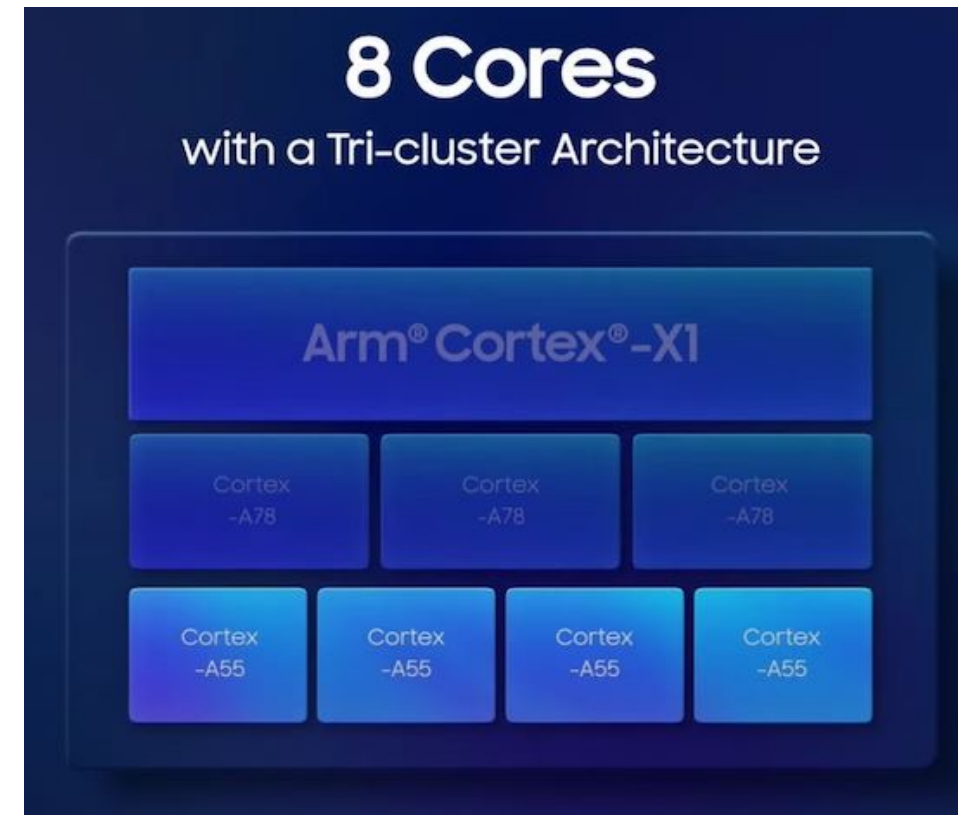 8 Cores
with a Tri-cluster Architecture
Arm® Cortex®-X1
Cortex
-A78
Cortex
-A78
Cortex
-A78
Cortex
-A55
Cortex
-A55
Cortex
-A55
Cortex
-A55